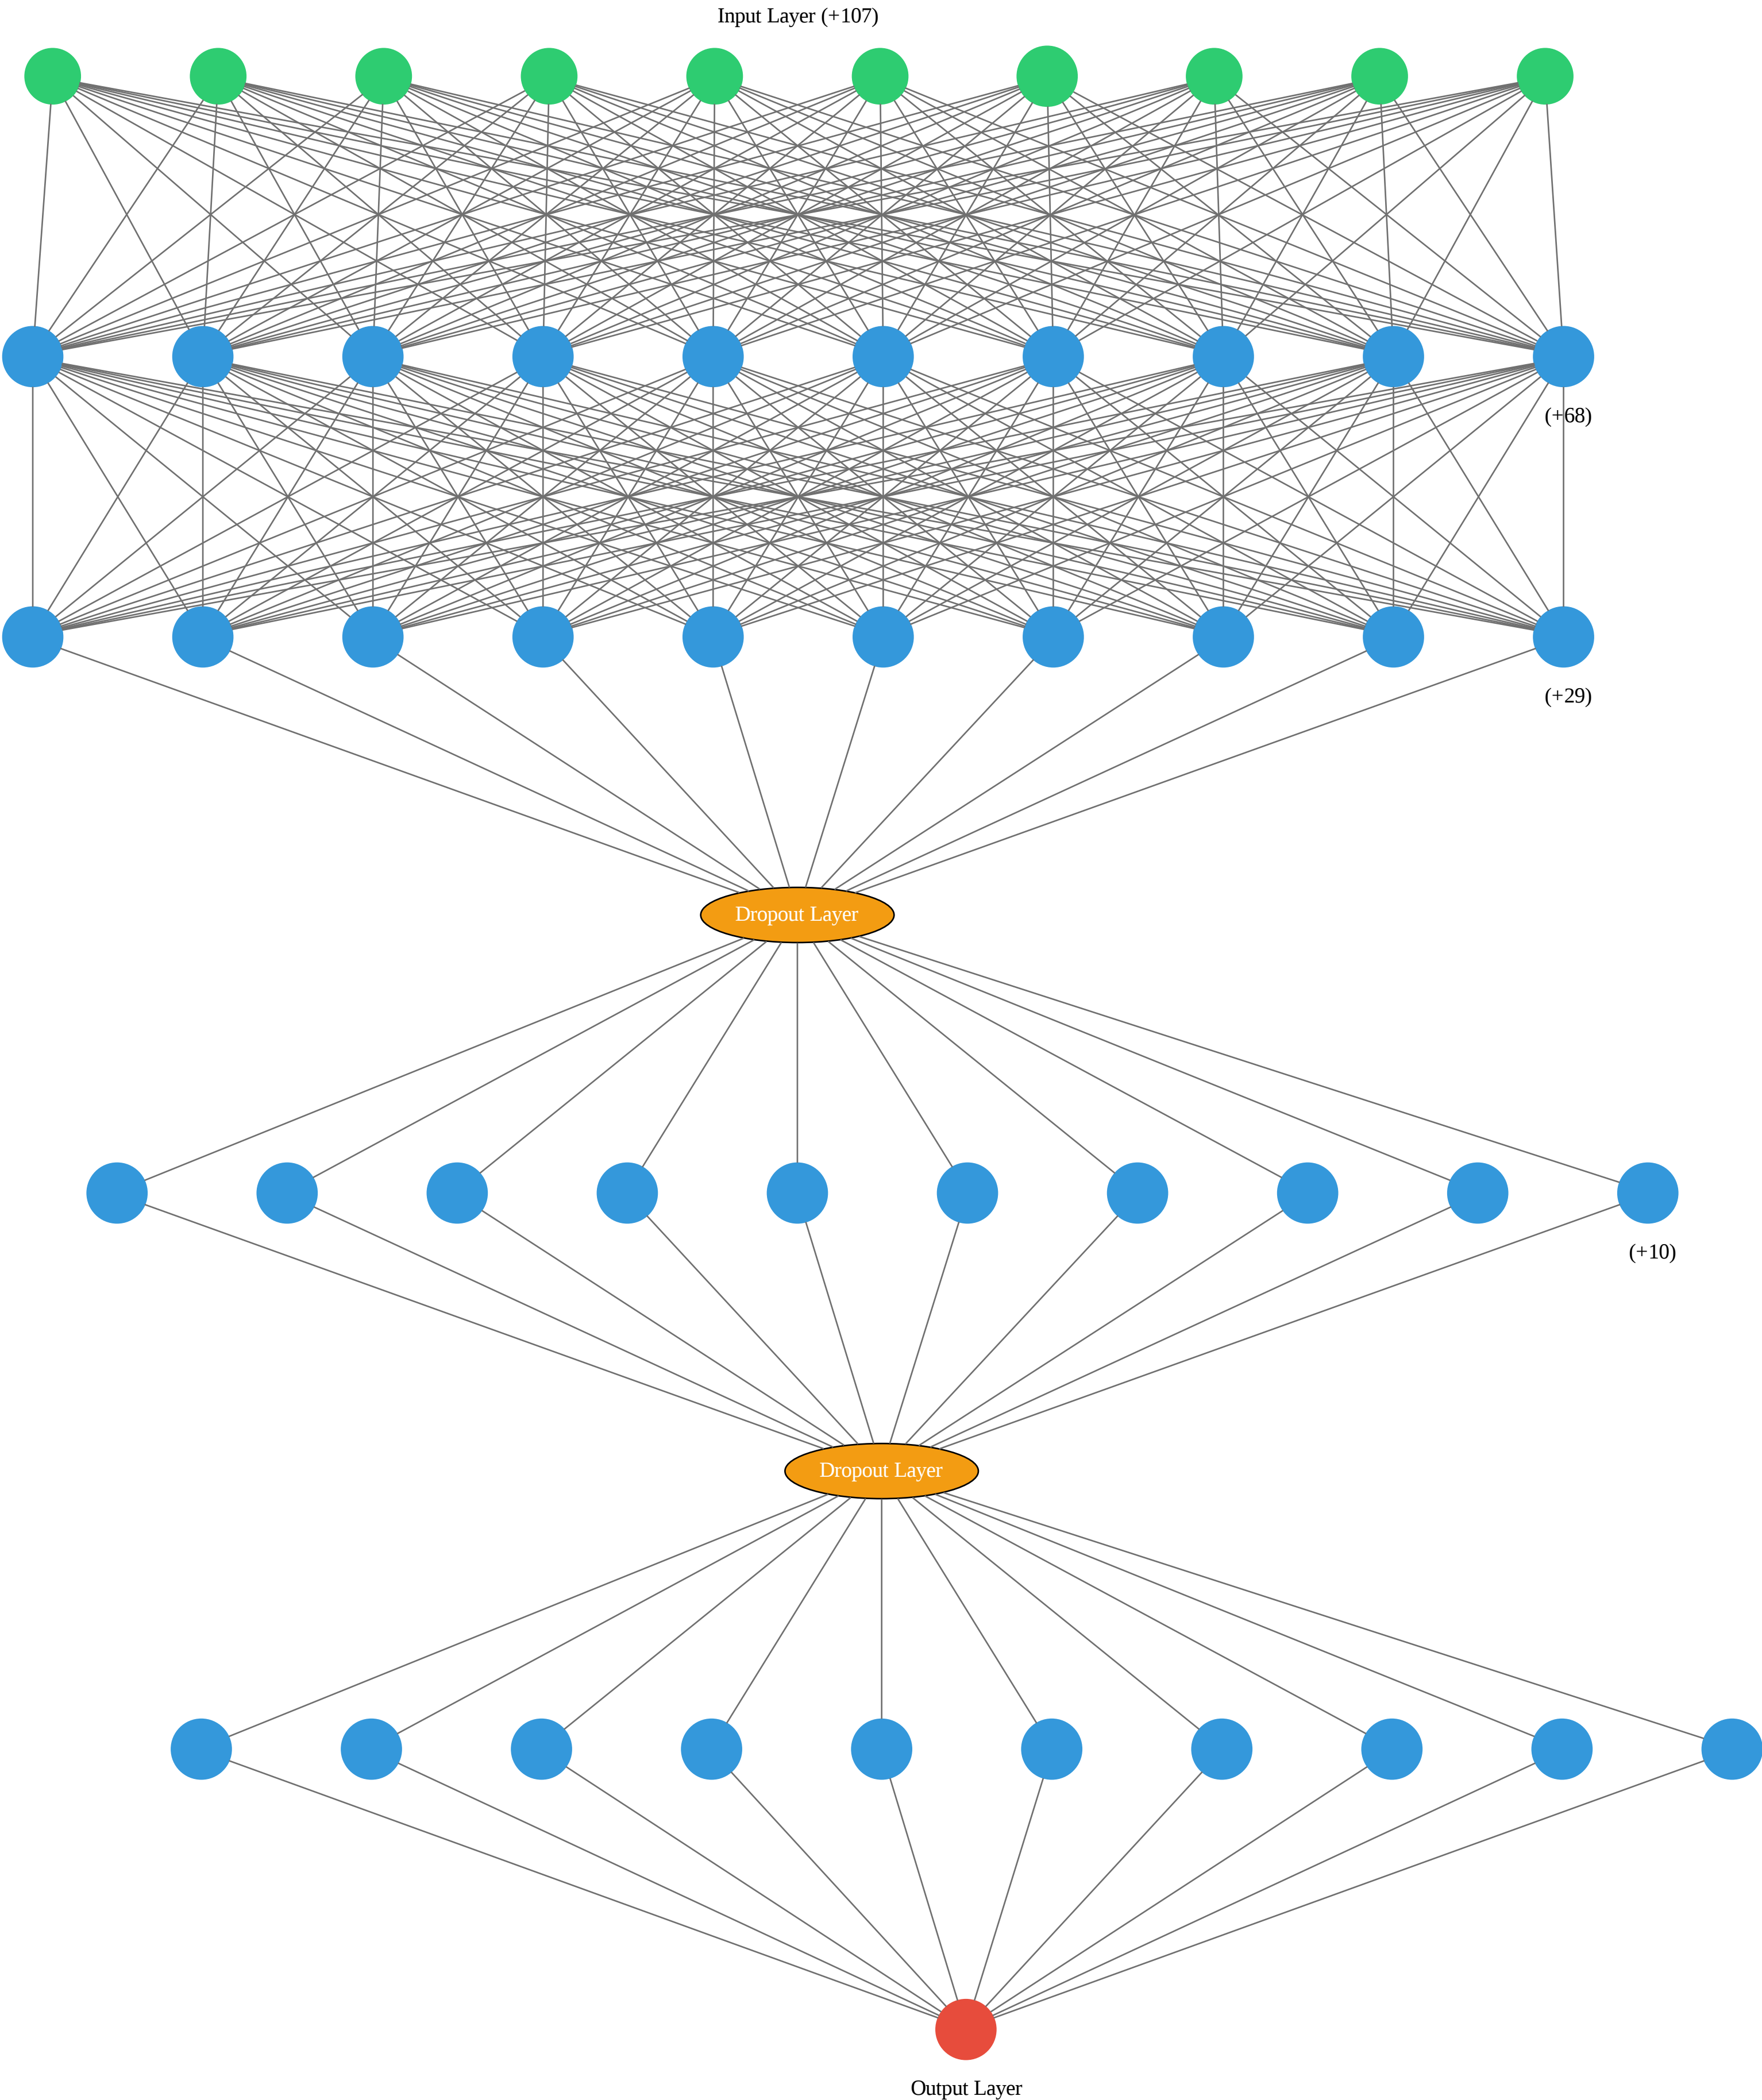 Input Layer (+107)
(+68)
(+29)
Dropout Layer
(+10)
Dropout Layer
Output Layer